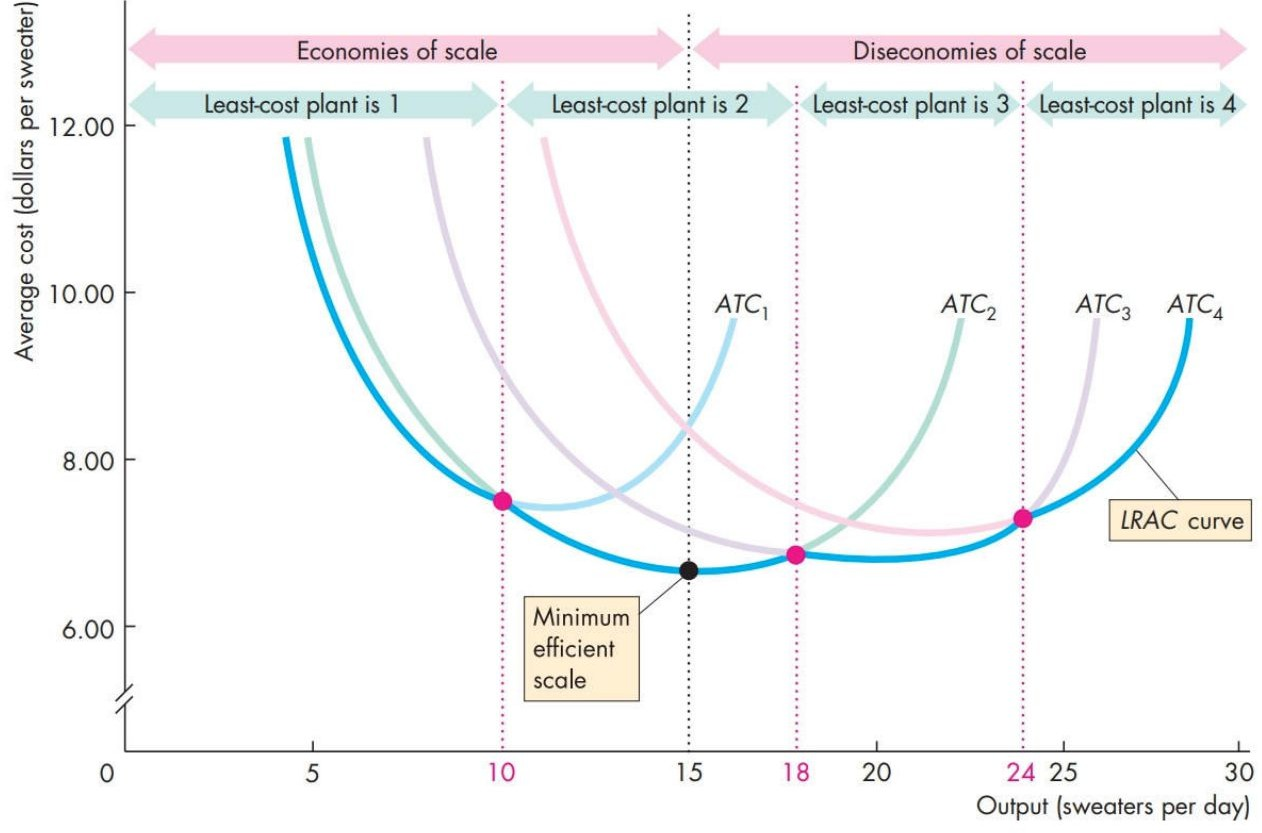 Average cost (dollars per sweater)
Economies of scale
Diseconomies of scale
Least-cost plant is 1
Least-cost plant is 2
Least-cost plant is 3
Least-cost plant is 4
12.00
10.00
8.00
6.00
ATC₁
ATC₂
ATC₃
ATC₄
LRAC curve
Minimum
efficient
scale
0
5
10
15
18
20
24
25
30
Output (sweaters per day)